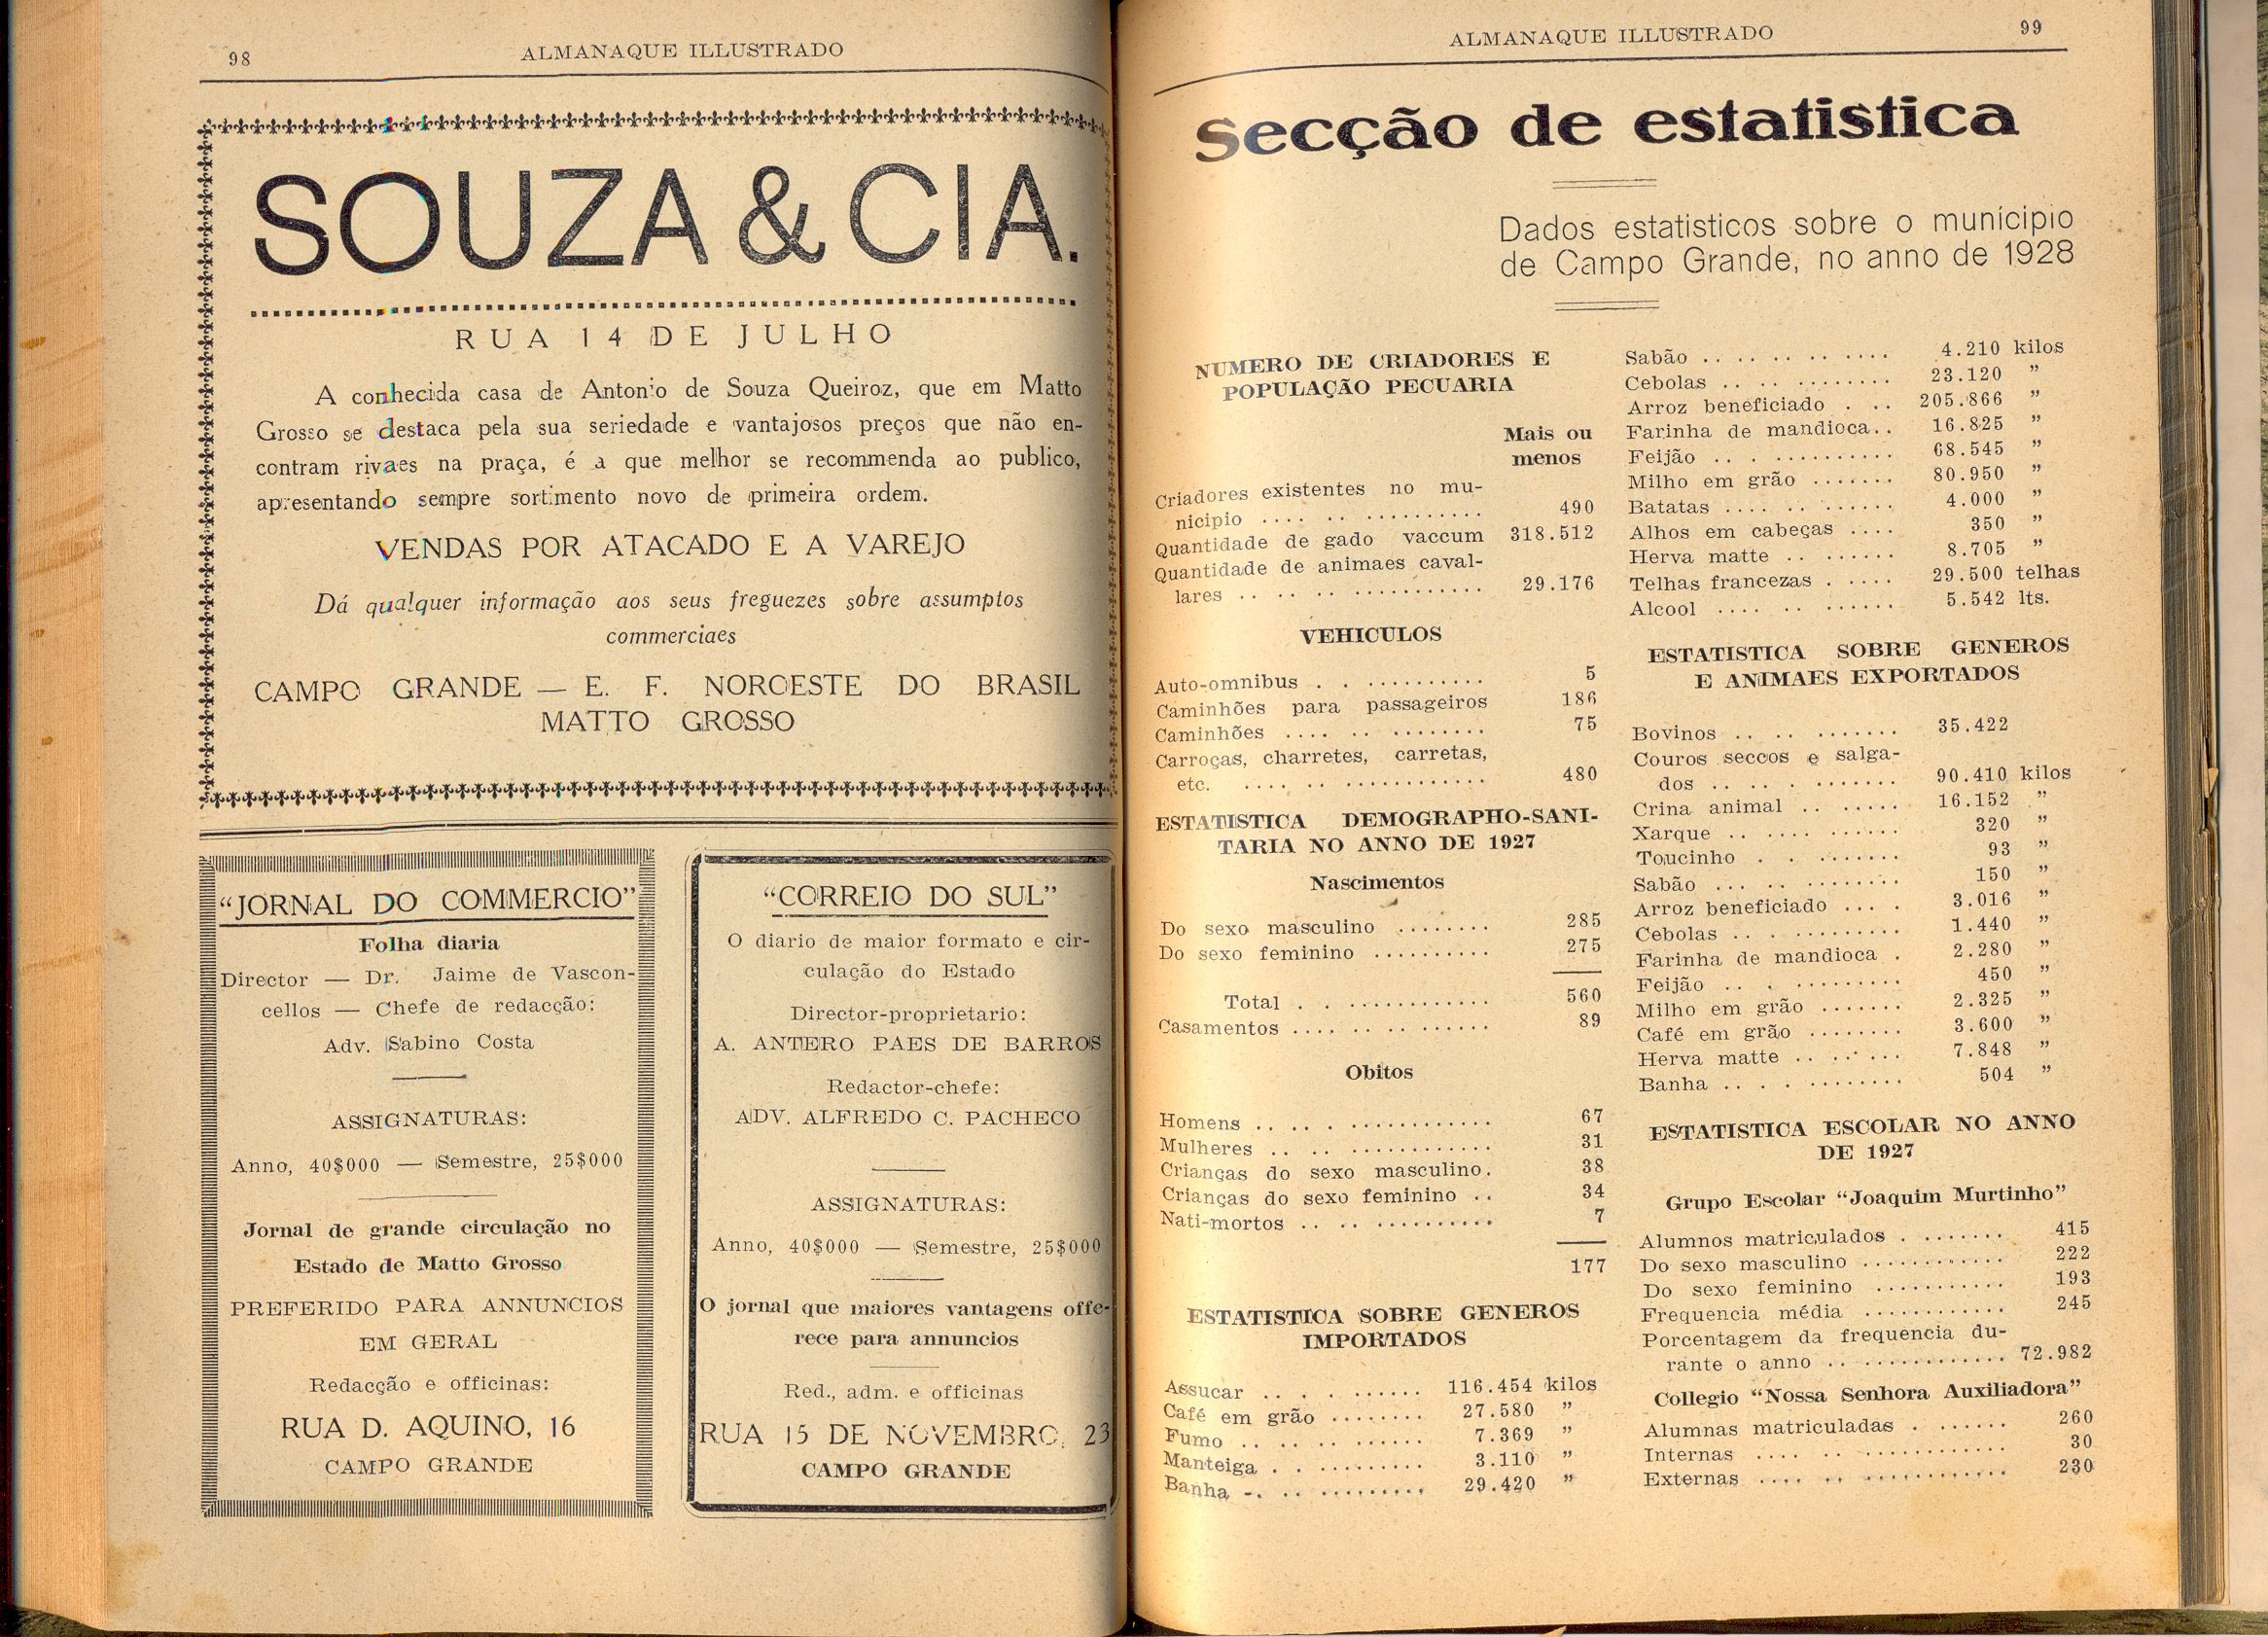 98
ALMANAQUE ILLUSTRADO
SOUZA & CIA.
RUA 14 DE JULHO
A conhecida casa de Antonio de Souza Queiroz, que em Matto
Grosso se destaca pela sua seriedade e vantajosos preços que não en-
contram rivaes na praça, é a que melhor se recommenda ao publico,
apresentando sempre sortimento novo de primeira ordem.
VENDAS POR ATACADO E A VAREJO
Dá qualquer informação aos seus freguezes sobre assumptos
commerciaes
CAMPO GRANDE — E. F. NOROESTE DO BRASIL
MATTO GROSSO
"JORNAL DO COMMERCIO"
Folha diaria
Director — Dr. Jaime de Vascon-
cellos — Chefe de redacção:
Adv. Sabino Costa
ASSIGNATURAS:
Anno, 40$000 — Semestre, 25$000
Jornal de grande circulação no
Estado de Matto Grosso
PREFERIDO PARA ANNUNCIOS
EM GERAL
Redacção e officinas:
RUA D. AQUINO, 16
CAMPO GRANDE
"CORREIO DO SUL"
O diario de maior formato e cir-
culação do Estado
Director-proprietario:
A. ANTERO PAES DE BARROS
Redactor-chefe:
ADV. ALFREDO C. PACHECO
ASSIGNATURAS:
Anno, 40$000 — Semestre, 25$000
O jornal que maiores vantagens offe-
rece para annuncios
Red., adm. e officinas
RUA 15 DE NOVEMBRO, 23
CAMPO GRANDE
ALMANAQUE ILLUSTRADO
99
Secção de estatistica
Dados estatisticos sobre o municipio
de Campo Grande, no anno de 1928
NUMERO DE CRIADORES E
POPULAÇÃO PECUARIA
Mais ou
menos
Criadores existentes no mu-
nicipio .... .. .......... 490
Quantidade de gado vaccum 318.512
Quantidade de animaes caval-
lares .. .. .. ........... 29.176
VEHICULOS
Auto-omnibus . . .......... 5
Caminhões para passageiros 186
Caminhões .... .. ........ 75
Carroças, charretes, carretas,
etc. .... .. ............ 480
ESTATISTICA DEMOGRAPHO-SANI-
TARIA NO ANNO DE 1927
Nascimentos
Do sexo masculino ........ 285
Do sexo feminino .......... 275
Total . . ............ 560
Casamentos .... .. .. ...... 89
Obitos
Homens .. .. . ............ 67
Mulheres .. .. ............ 31
Crianças do sexo masculino. 38
Crianças do sexo feminino .. 34
Nati-mortos .. .. .......... 7
177
ESTATISTICA SOBRE GENEROS
IMPORTADOS
Assucar .. . . ....... 116.454 kilos
Café em grão ........ 27.580 "
Fumo .. .. .. ...... 7.369 "
Manteiga . . ......... 3.110 "
Banha -. .. ......... 29.420 "
Sabão .. .. .. .. .... 4.210 kilos
Cebolas .. .. ........ 23.120 "
Arroz beneficiado . .. 205.866 "
Farinha de mandioca.. 16.825 "
Feijão .. . .......... 68.545 "
Milho em grão ....... 80.950 "
Batatas .... .. ...... 4.000 "
Alhos em cabeças .... 350 "
Herva matte .. ...... 8.705 "
Telhas francezas . .... 29.500 telhas
Alcool .... .. ...... 5.542 lts.
ESTATISTICA SOBRE GENEROS
E ANIMAES EXPORTADOS
Bovinos .. .. ....... 35.422
Couros seccos e salga-
dos .. .. . ....... 90.410 kilos
Crina animal .. ..... 16.152 "
Xarque .. .... ...... 320 "
Toucinho . . ....... 93 "
Sabão ... .. ........ 150 "
Arroz beneficiado ... . 3.016 "
Cebolas .. . ......... 1.440 "
Farinha de mandioca . 2.280 "
Feijão .. . ......... 450 "
Milho em grão ....... 2.325 "
Café em grão ........ 3.600 "
Herva matte .. .. ... 7.848 "
Banha .. . . ........ 504 "
ESTATISTICA ESCOLAR NO ANNO
DE 1927
Grupo Escolar "Joaquim Murtinho"
Alumnos matriculados . ....... 415
Do sexo masculino ............ 222
Do sexo feminino ........... 193
Frequencia média ............ 245
Porcentagem da frequencia du-
rante o anno .. ............ 72.982
Collegio "Nossa Senhora Auxiliadora"
Alumnas matriculadas . ...... 260
Internas .... .. ............ 30
Externas .... .. ............ 230